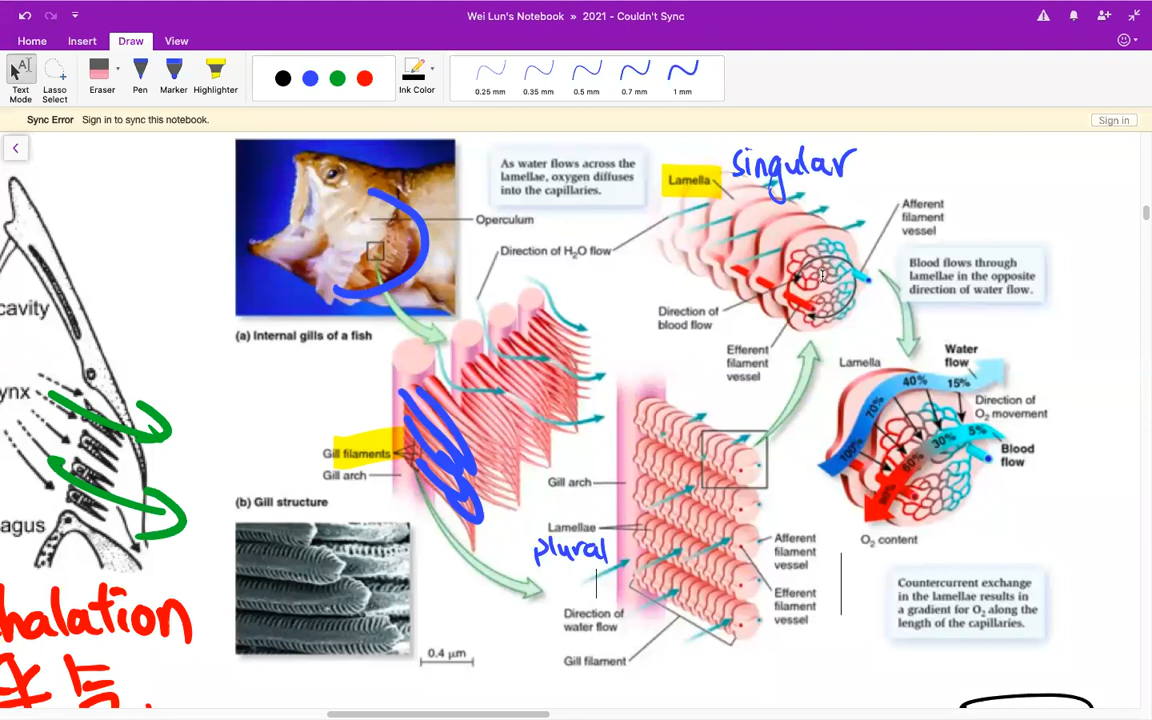 Wei Lun's Notebook » 2021 - Couldn't Sync
Home
Insert
Draw
View
Text Mode
Lasso Select
Eraser
Pen
Marker
Highlighter
Ink Color
0.25 mm
0.35 mm
0.5 mm
0.7 mm
1 mm
Sync Error Sign in to sync this notebook.
Sign in
cavity
ynx
agus
halation
As water flows across the
lamellae, oxygen diffuses
into the capillaries.
Operculum
Direction of H₂O flow
(a) Internal gills of a fish
Lamella
singular
Afferent
filament
vessel
Blood flows through
lamellae in the opposite
direction of water flow.
Direction of
blood flow
Efferent
filament
vessel
Gill filaments
Gill arch
(b) Gill structure
0.4 µm
Gill arch
Lamellae
plural
Direction of
water flow
Gill filament
Afferent
filament
vessel
Efferent
filament
vessel
Lamella
Water
flow
100%
70%
40%
15%
Direction of
O₂ movement
5%
30%
60%
Blood
flow
O₂ content
Countercurrent exchange
in the lamellae results in
a gradient for O₂ along the
length of the capillaries.